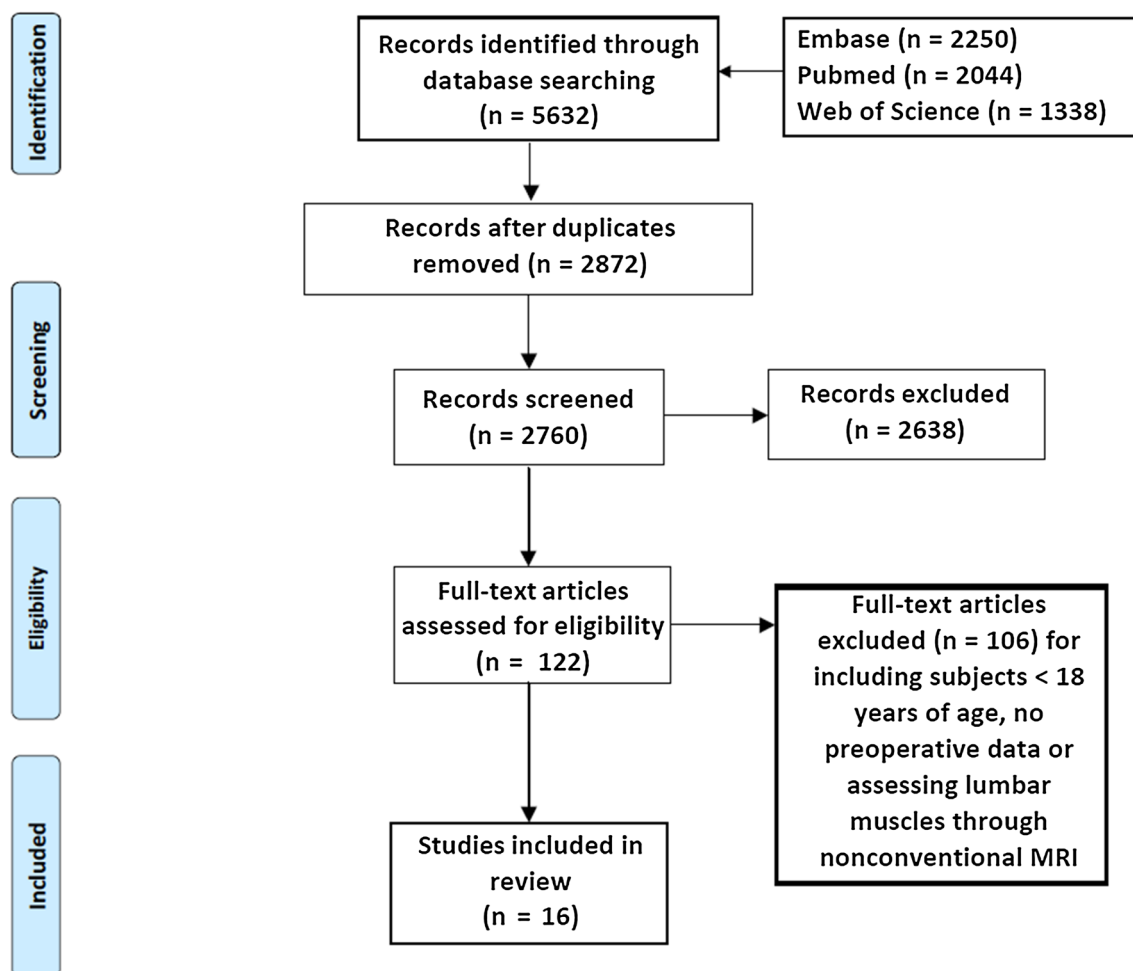 Identification
Records identified through
database searching
(n = 5632)
Embase (n = 2250)
Pubmed (n = 2044)
Web of Science (n = 1338)
Records after duplicates
removed (n = 2872)
Screening
Records screened
(n = 2760)
Records excluded
(n = 2638)
Eligibility
Full-text articles
assessed for eligibility
(n = 122)
Full-text articles
excluded (n = 106) for
including subjects < 18
years of age, no
preoperative data or
assessing lumbar
muscles through
nonconventional MRI
Included
Studies included in
review
(n = 16)